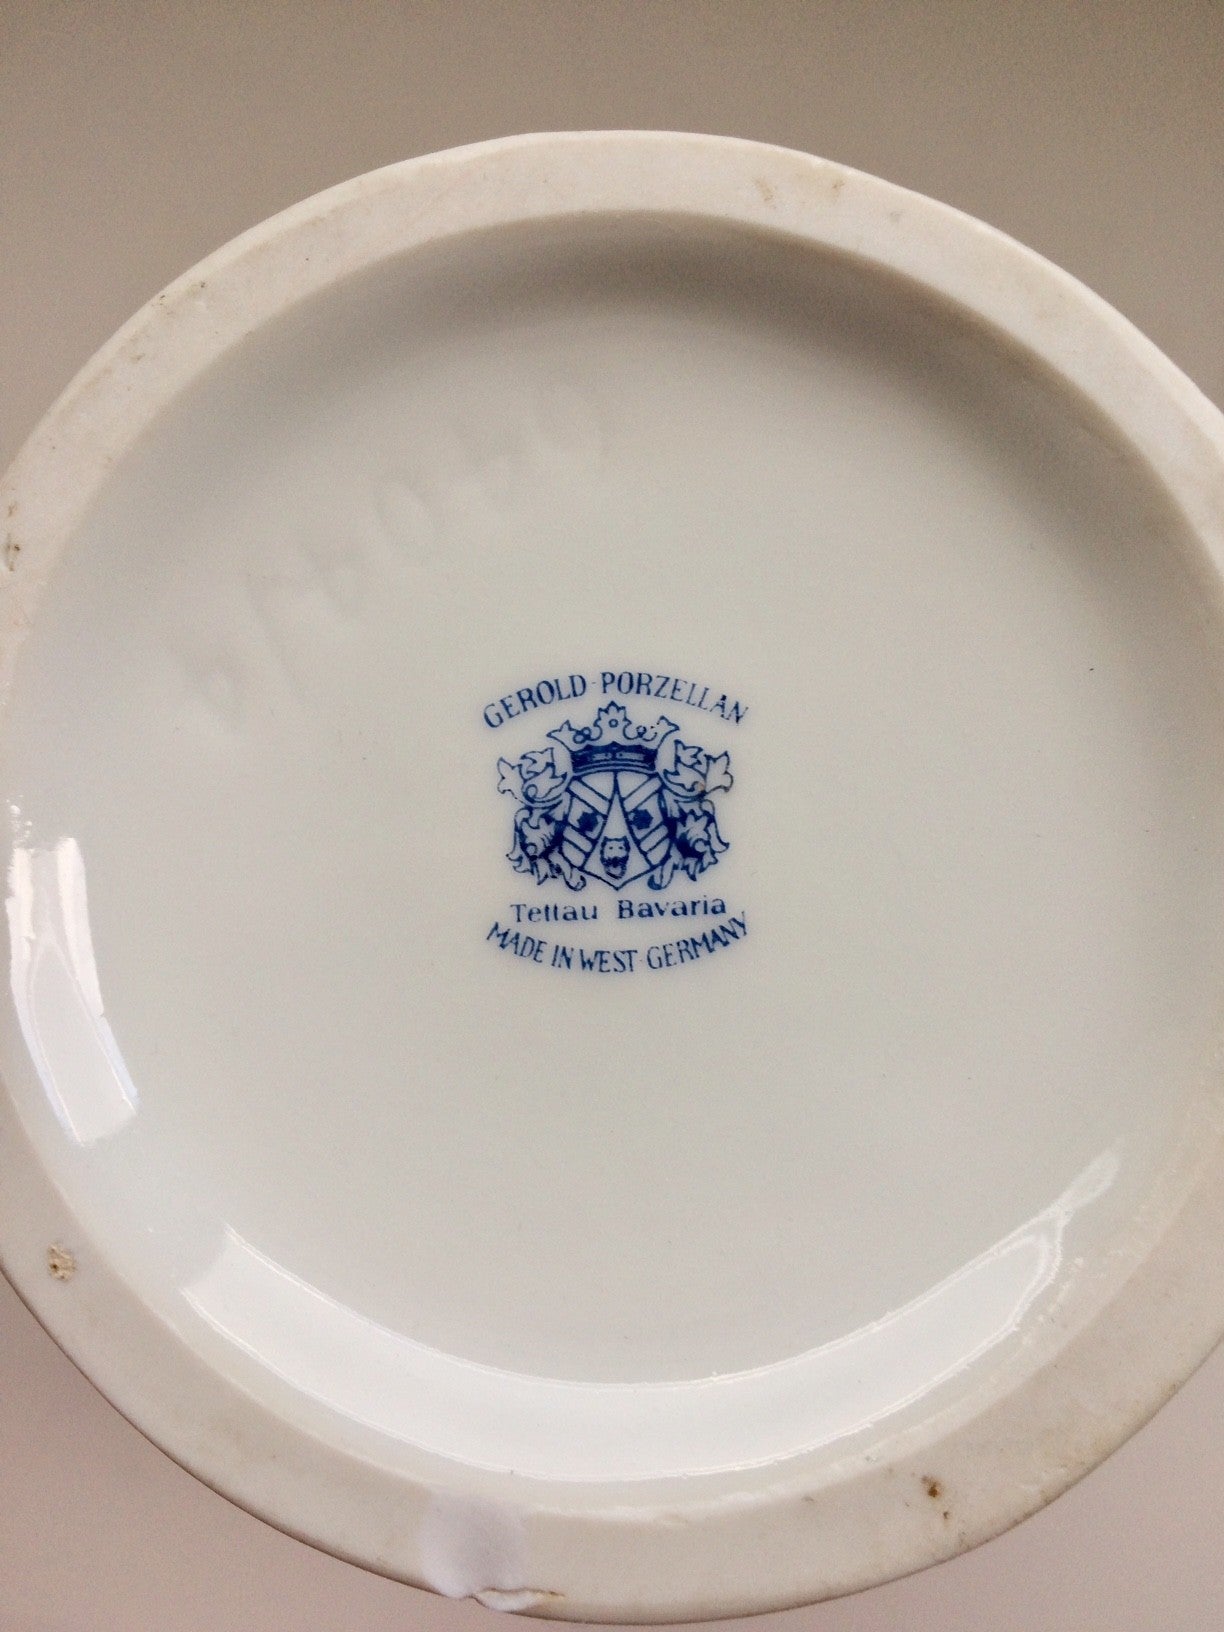 GEROLD-PORZELLAN
Tettau Bavaria
MADE IN WEST-GERMANY